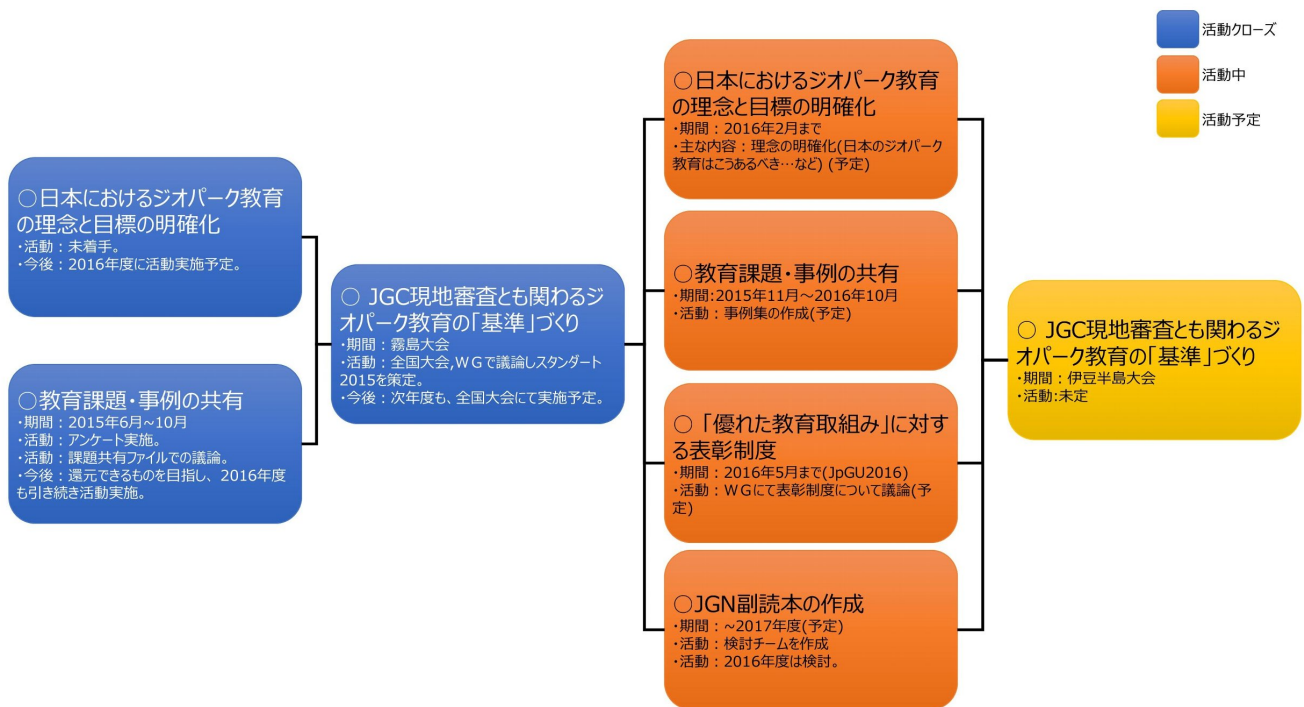 活動クローズ
活動中
活動予定
○日本におけるジオパーク教育
の理念と目標の明確化
・活動：未着手。
・今後：2016年度に活動実施予定。
○教育課題・事例の共有
・期間：2015年6月~10月
・活動：アンケート実施。
・活動：課題共有ファイルでの議論。
・今後：還元できるものを目指し、2016年度
も引き続き活動実施。
○ JGC現地審査とも関わるジ
オパーク教育の「基準」づくり
・期間：霧島大会
・活動：全国大会,ＷＧで議論しスタンダート
2015を策定。
・今後：次年度も、全国大会にて実施予定。
○日本におけるジオパーク教育
の理念と目標の明確化
・期間：2016年2月まで
・主な内容：理念の明確化(日本のジオパーク
教育はこうあるべき…など) (予定)
○教育課題・事例の共有
・期間:2015年11月～2016年10月
・活動：事例集の作成(予定)
○「優れた教育取組み」に対す
る表彰制度
・期間：2016年5月まで(JpGU2016)
・活動：ＷＧにて表彰制度について議論(予
定)
○JGN副読本の作成
・期間：~2017年度(予定)
・活動：検討チームを作成
・活動：2016年度は検討。
○ JGC現地審査とも関わるジ
オパーク教育の「基準」づくり
・期間：伊豆半島大会
・活動:未定